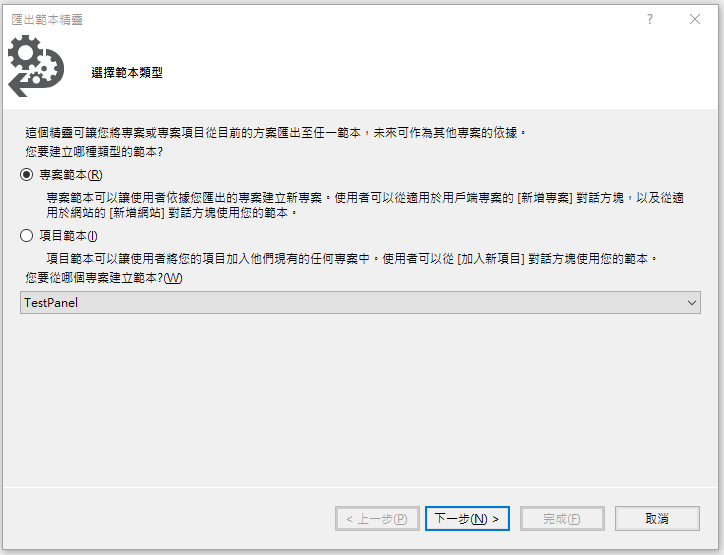 匯出範本精靈
?
選擇範本類型
這個精靈可讓您將專案或專案項目從目前的方案匯出至任一範本，未來可作為其他專案的依據。
您要建立哪種類型的範本?
專案範本(R)
專案範本可以讓使用者依據您匯出的專案建立新專案。使用者可以從適用於用戶端專案的 [新增專案] 對話方塊，以及從適
用於網站的 [新增網站] 對話方塊使用您的範本。
項目範本(I)
項目範本可以讓使用者將您的項目加入他們現有的任何專案中。使用者可以從 [加入新項目] 對話方塊使用您的範本。
您要從哪個專案建立範本?(W)
TestPanel
< 上一步(P)
下一步(N) >
完成(F)
取消